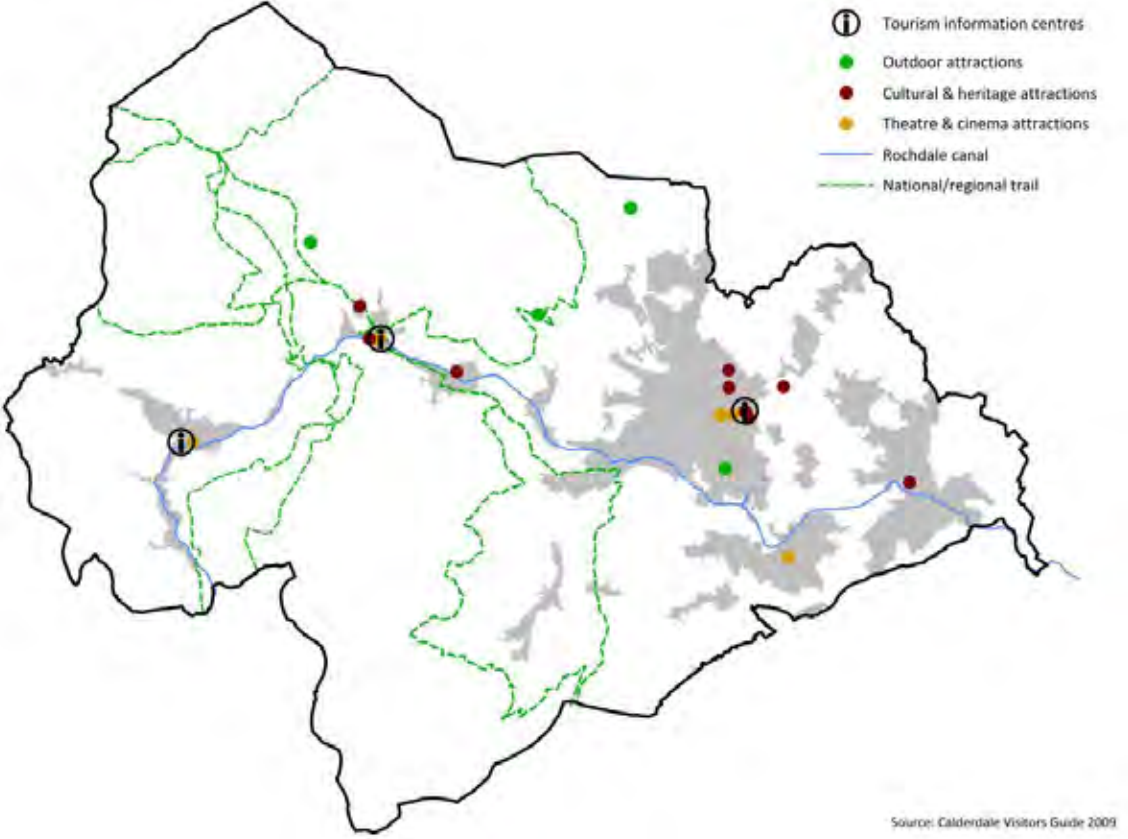 Tourism information centres
Outdoor attractions
Cultural & heritage attractions
Theatre & cinema attractions
Rochdale canal
National/regional trail
Source: Calderdale Visitors Guide 2009